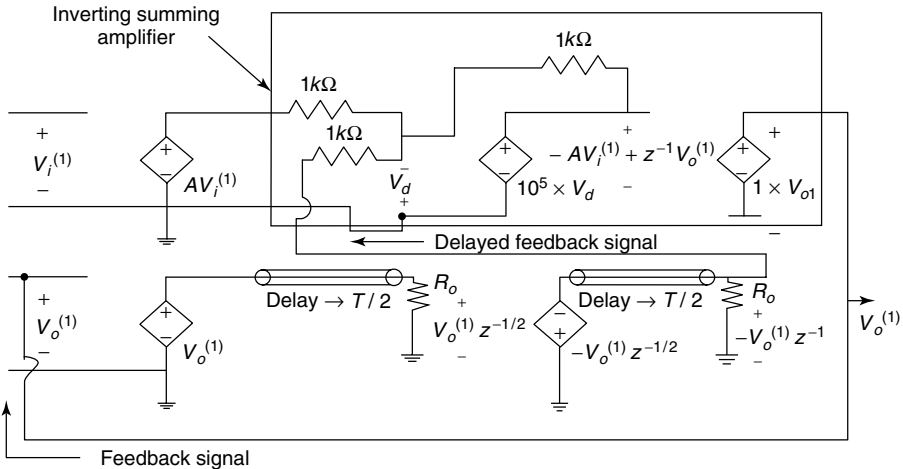 Inverting summing
amplifier
1kΩ
1kΩ
1kΩ
+
V_i^(1)
−
+
−
AV_i^(1)
−
V_d
+
+
−
10^5 × V_d
+
− AV_i^(1) + z^−1V_o^(1)
−
+
−
+
1 × V_o1
−
Delayed feedback signal
+
V_o^(1)
−
+
−
V_o^(1)
Delay → T / 2
R_o
+
V_o^(1) z^−1/2
−
−
+
−V_o^(1) z^−1/2
Delay → T / 2
R_o
+
−V_o^(1) z^−1
−
V_o^(1)
Feedback signal